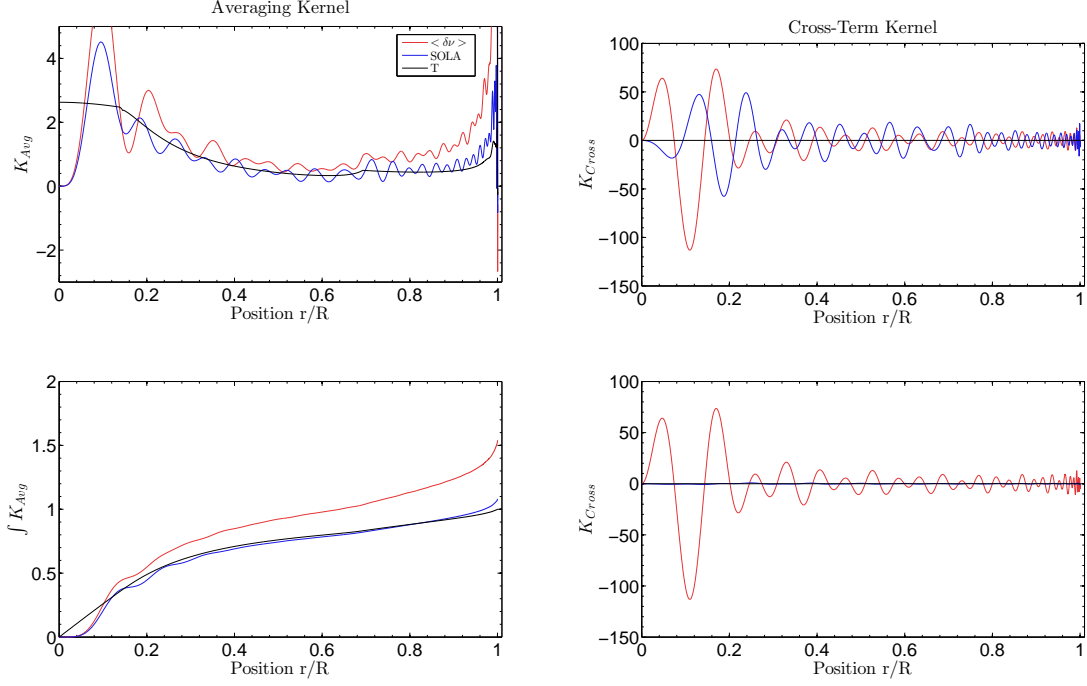 Averaging Kernel
< δν >
SOLA
T
4
2
0
−2
K_Avg
0 0.2 0.4 0.6 0.8 1
Position r/R
Cross-Term Kernel
100
50
0
−50
−100
−150
K_Cross
0 0.2 0.4 0.6 0.8 1
Position r/R
2
1.5
1
0.5
0
∫ K_Avg
0 0.2 0.4 0.6 0.8 1
Position r/R
100
50
0
−50
−100
−150
K_Cross
0 0.2 0.4 0.6 0.8 1
Position r/R